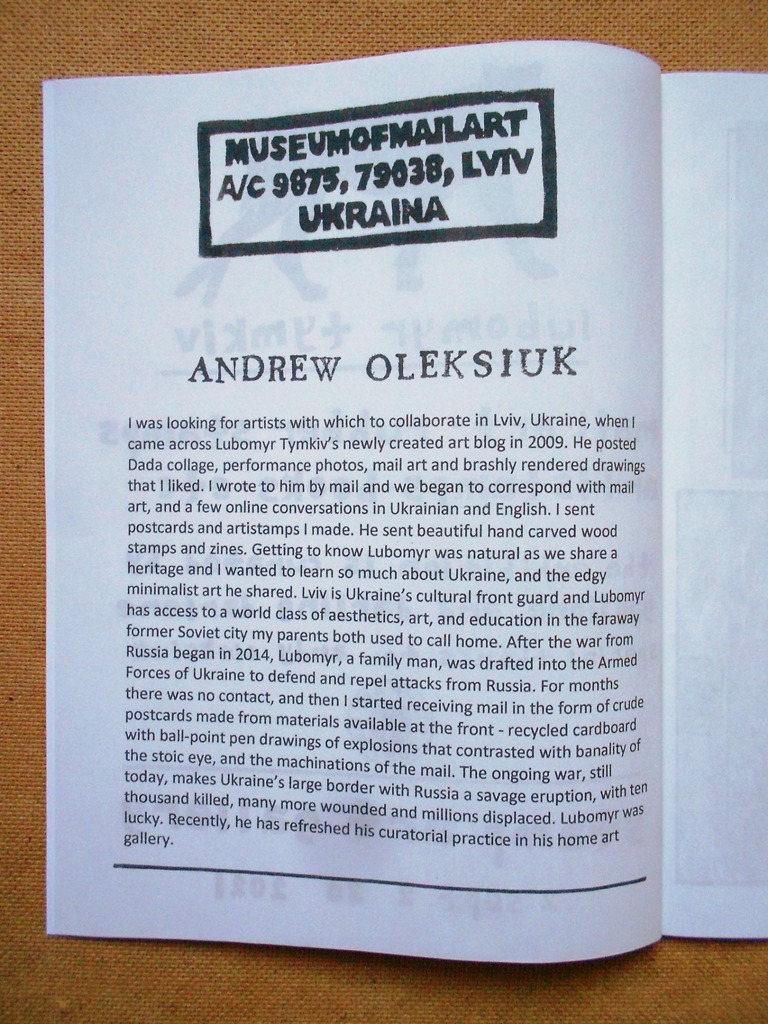 MUSEUMOFMAILART
A/C 9875, 79038, LVIV
UKRAINA
ANDREW OLEKSIUK
I was looking for artists with which to collaborate in Lviv, Ukraine, when I
came across Lubomyr Tymkiv's newly created art blog in 2009. He posted
Dada collage, performance photos, mail art and brashly rendered drawings
that I liked. I wrote to him by mail and we began to correspond with mail
art, and a few online conversations in Ukrainian and English. I sent
postcards and artistamps I made. He sent beautiful hand carved wood
stamps and zines. Getting to know Lubomyr was natural as we share a
heritage and I wanted to learn so much about Ukraine, and the edgy
minimalist art he shared. Lviv is Ukraine's cultural front guard and Lubomyr
has access to a world class of aesthetics, art, and education in the faraway
former Soviet city my parents both used to call home. After the war from
Russia began in 2014, Lubomyr, a family man, was drafted into the Armed
Forces of Ukraine to defend and repel attacks from Russia. For months
there was no contact, and then I started receiving mail in the form of crude
postcards made from materials available at the front - recycled cardboard
with ball-point pen drawings of explosions that contrasted with banality of
the stoic eye, and the machinations of the mail. The ongoing war, still
today, makes Ukraine's large border with Russia a savage eruption, with ten
thousand killed, many more wounded and millions displaced. Lubomyr was
lucky. Recently, he has refreshed his curatorial practice in his home art
gallery.